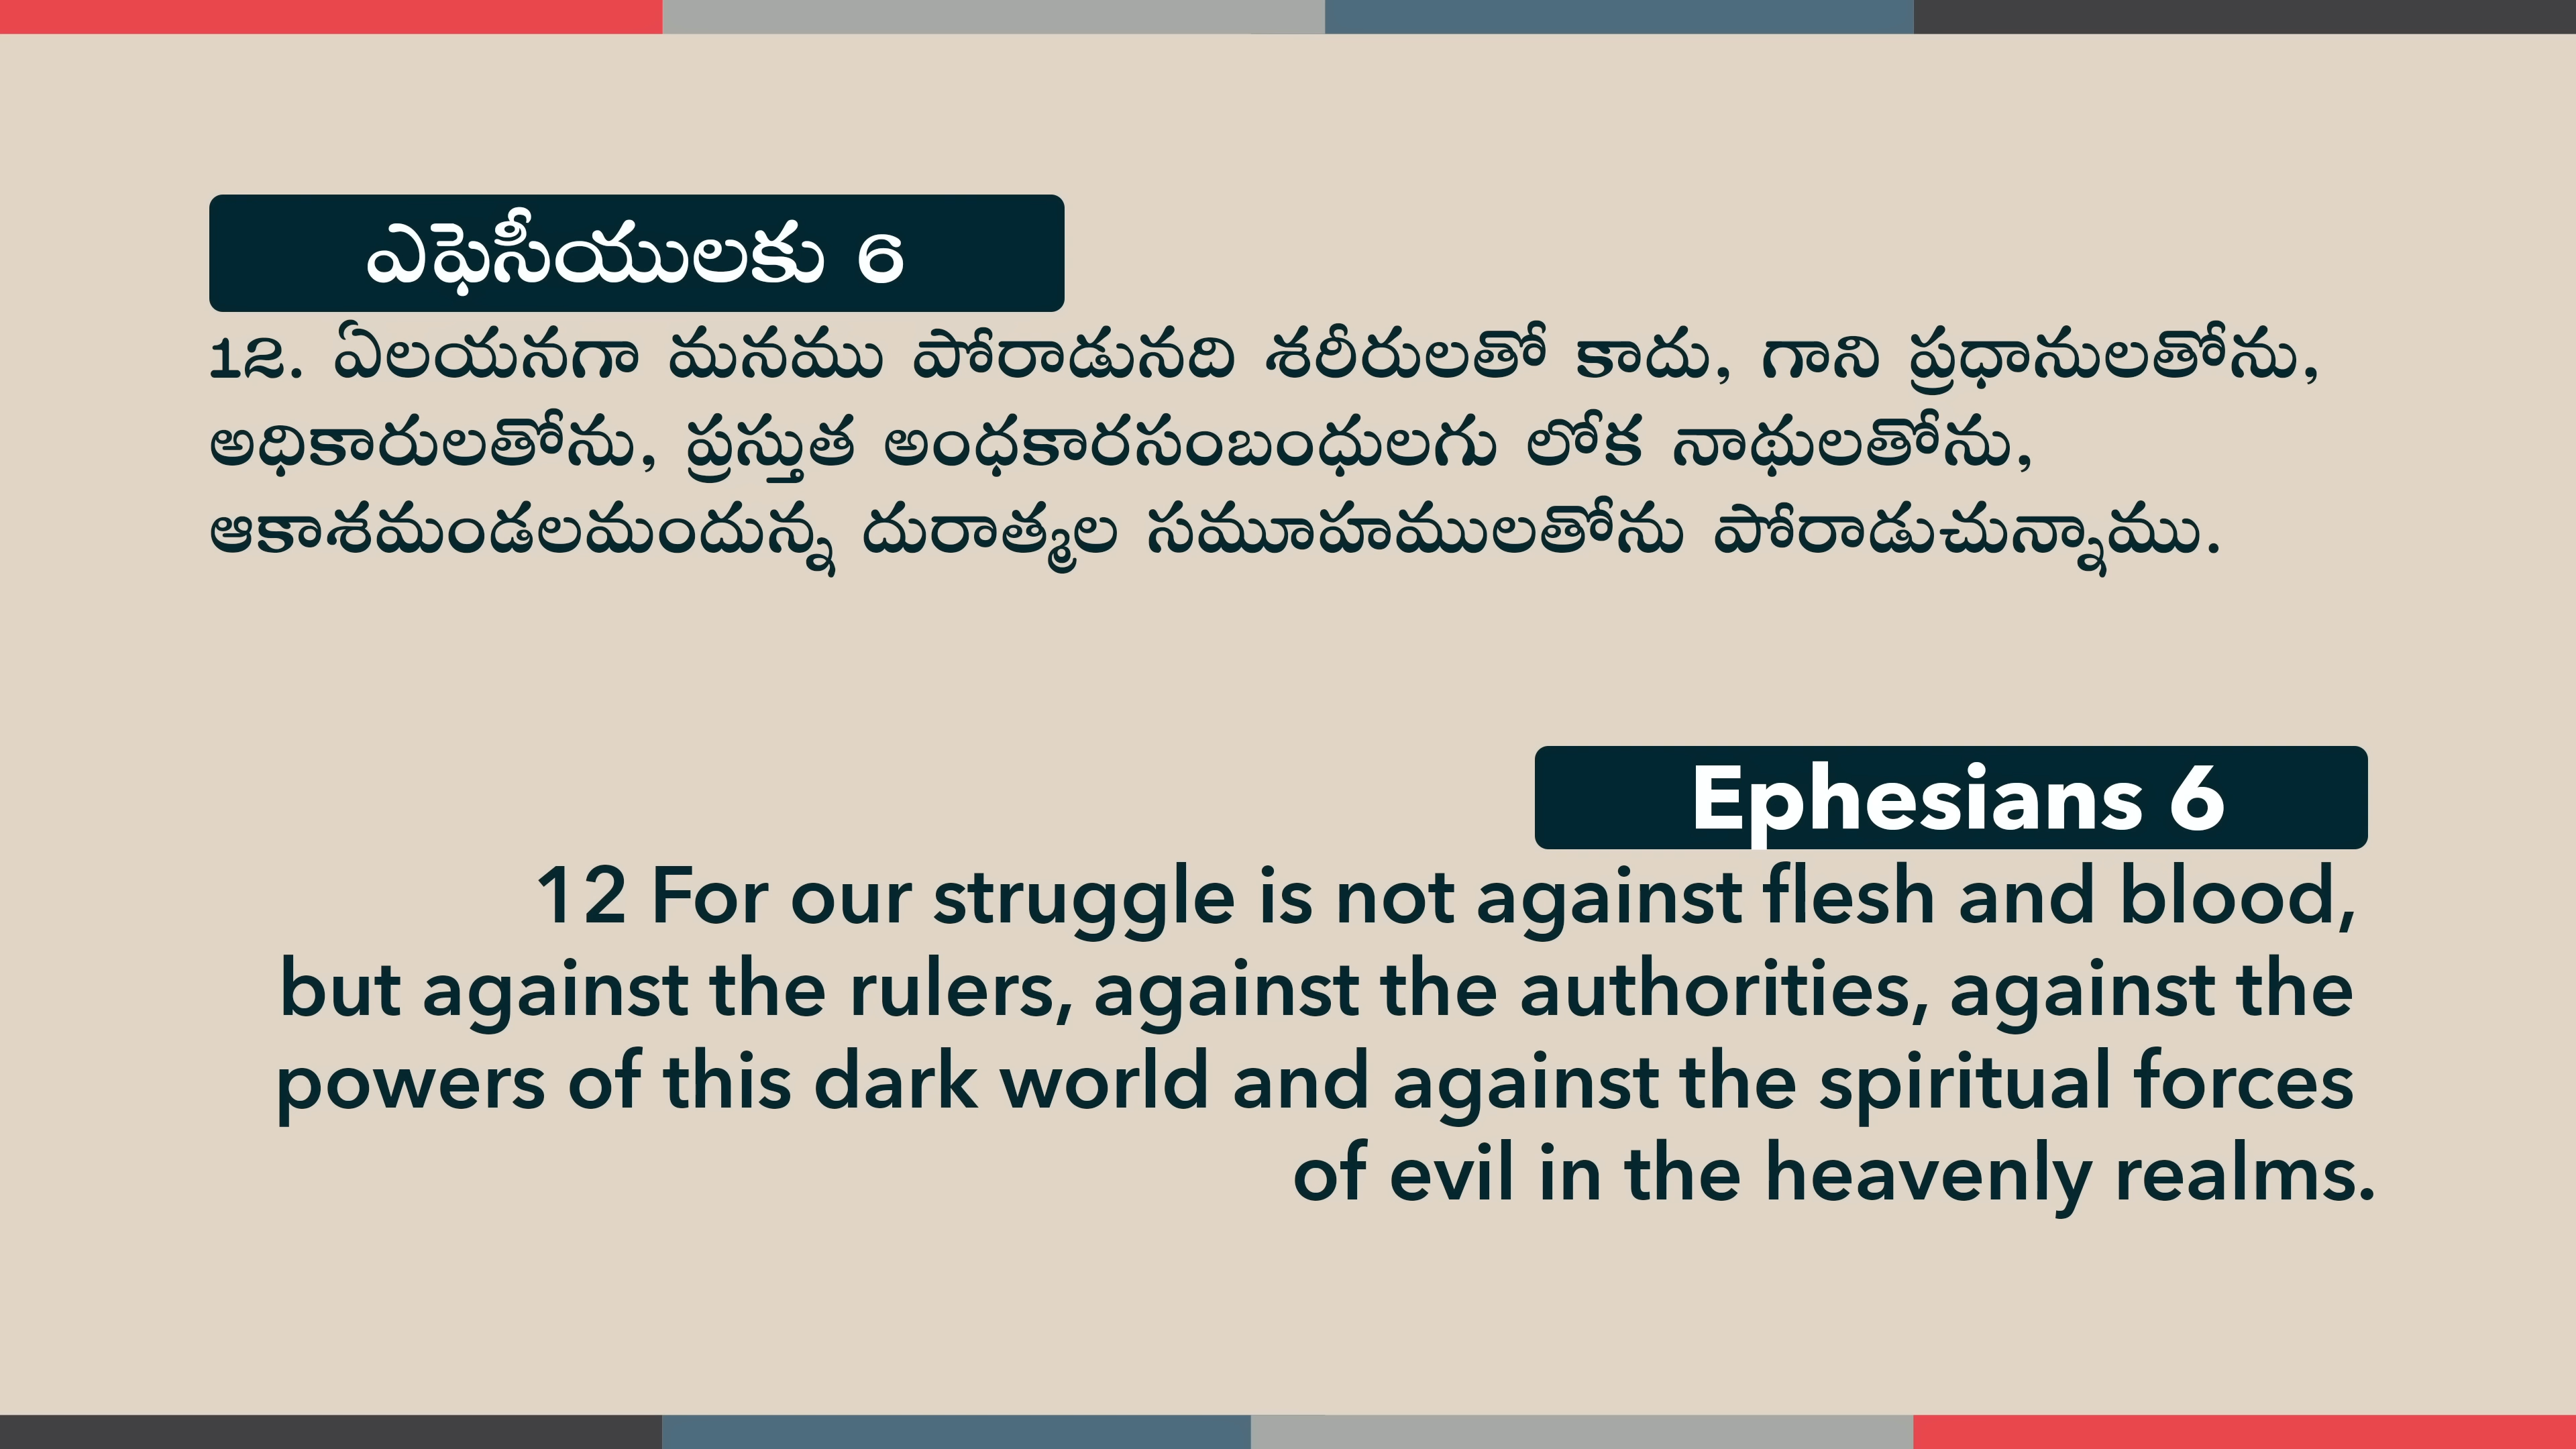 ఎఫెసీయులకు 6
12. ఏలయనగా మనము పోరాడునది శరీరులతో కాదు, గాని ప్రధానులతోను,
అధికారులతోను, ప్రస్తుత అంధకారసంబంధులగు లోక నాథులతోను,
ఆకాశమండలమందున్న దురాత్మల సమూహములతోను పోరాడుచున్నాము.
Ephesians 6
12 For our struggle is not against flesh and blood,
but against the rulers, against the authorities, against the
powers of this dark world and against the spiritual forces
of evil in the heavenly realms.